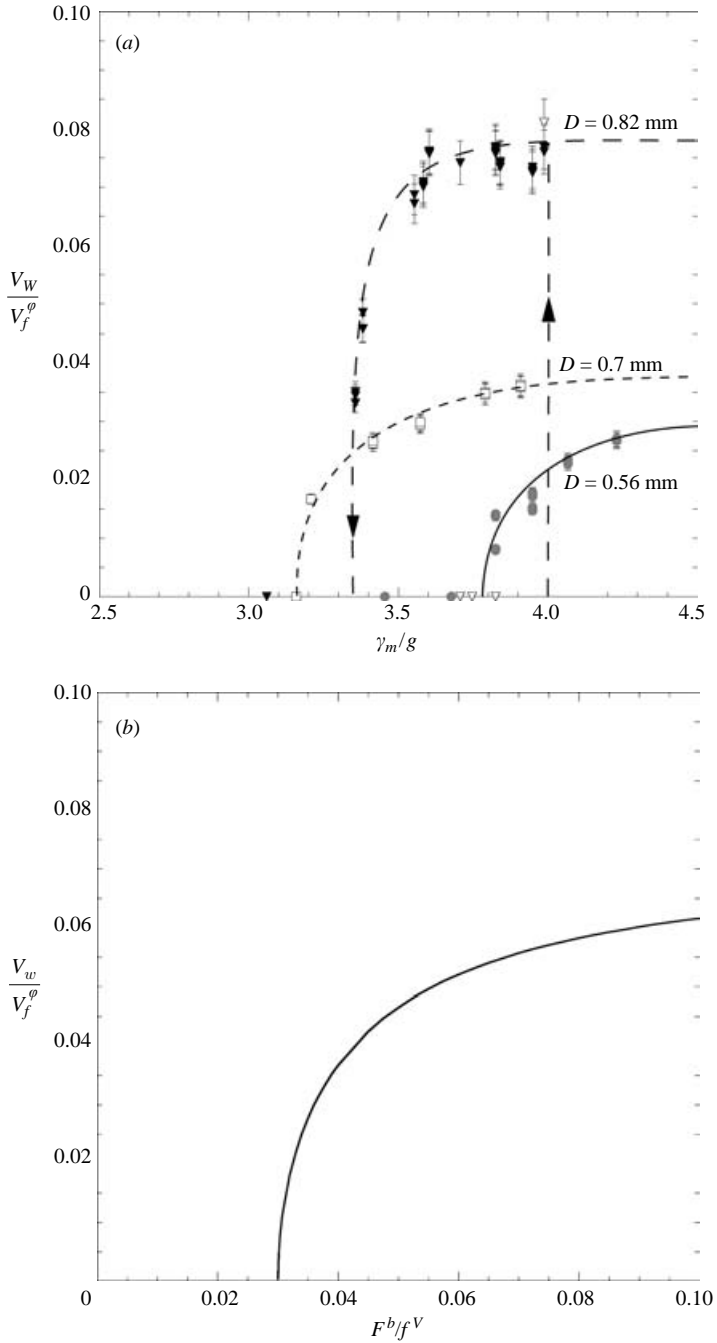 0.10
(a)
D = 0.82 mm
0.08
0.06
V_W
V_f^φ
0.04
D = 0.7 mm
0.02
D = 0.56 mm
0
2.5 3.0 3.5 4.0 4.5
γ_m/g
0.10
(b)
0.08
0.06
V_w
V_f^φ
0.04
0.02
0 0.02 0.04 0.06 0.08 0.10
F^b/f^V